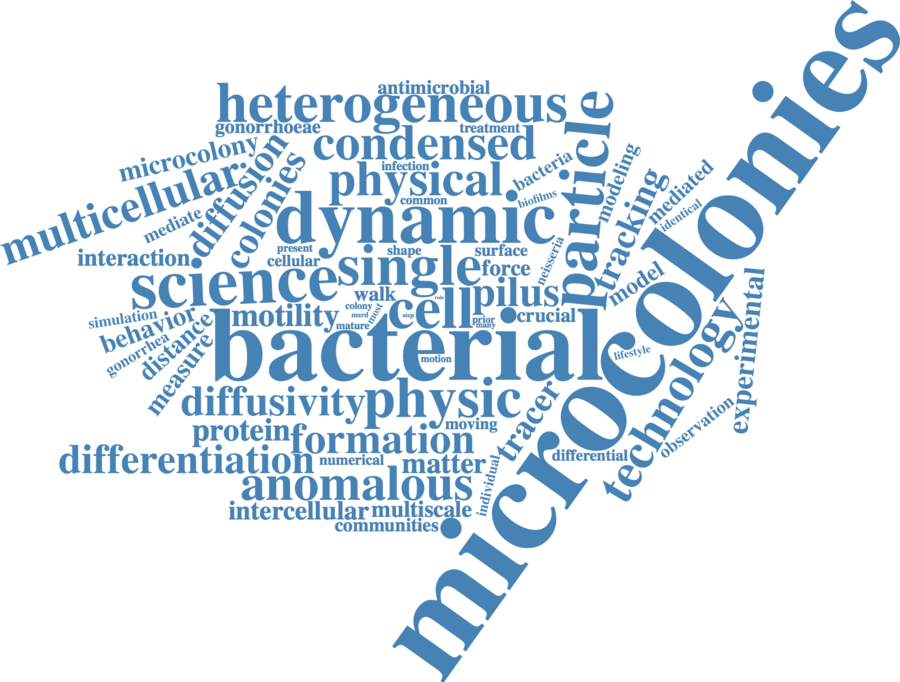 microcolonies
antimicrobial
heterogeneous
gonorrhoeae
treatment
condensed
microcolony
infection
physical
common
bacteria
biofilms
particle
modeling
tracking
mediated
identical
multicellular
diffusion
colonies
mediate
dynamic
interaction
present
cellular
shape
surface
neisseria
science
single
force
model
walk
role
cell
pilus
colony
msrd
most
step
prior
many
crucial
simulation
behavior
motility
mature
gonorrhea
distance
measure
bacterial
motion
lifestyle
technology
experimental
diffusivity
physic
moving
tracer
observation
protein
formation
differentiation
numerical
matter
individual
differential
anomalous
intercellular
multiscale
communities